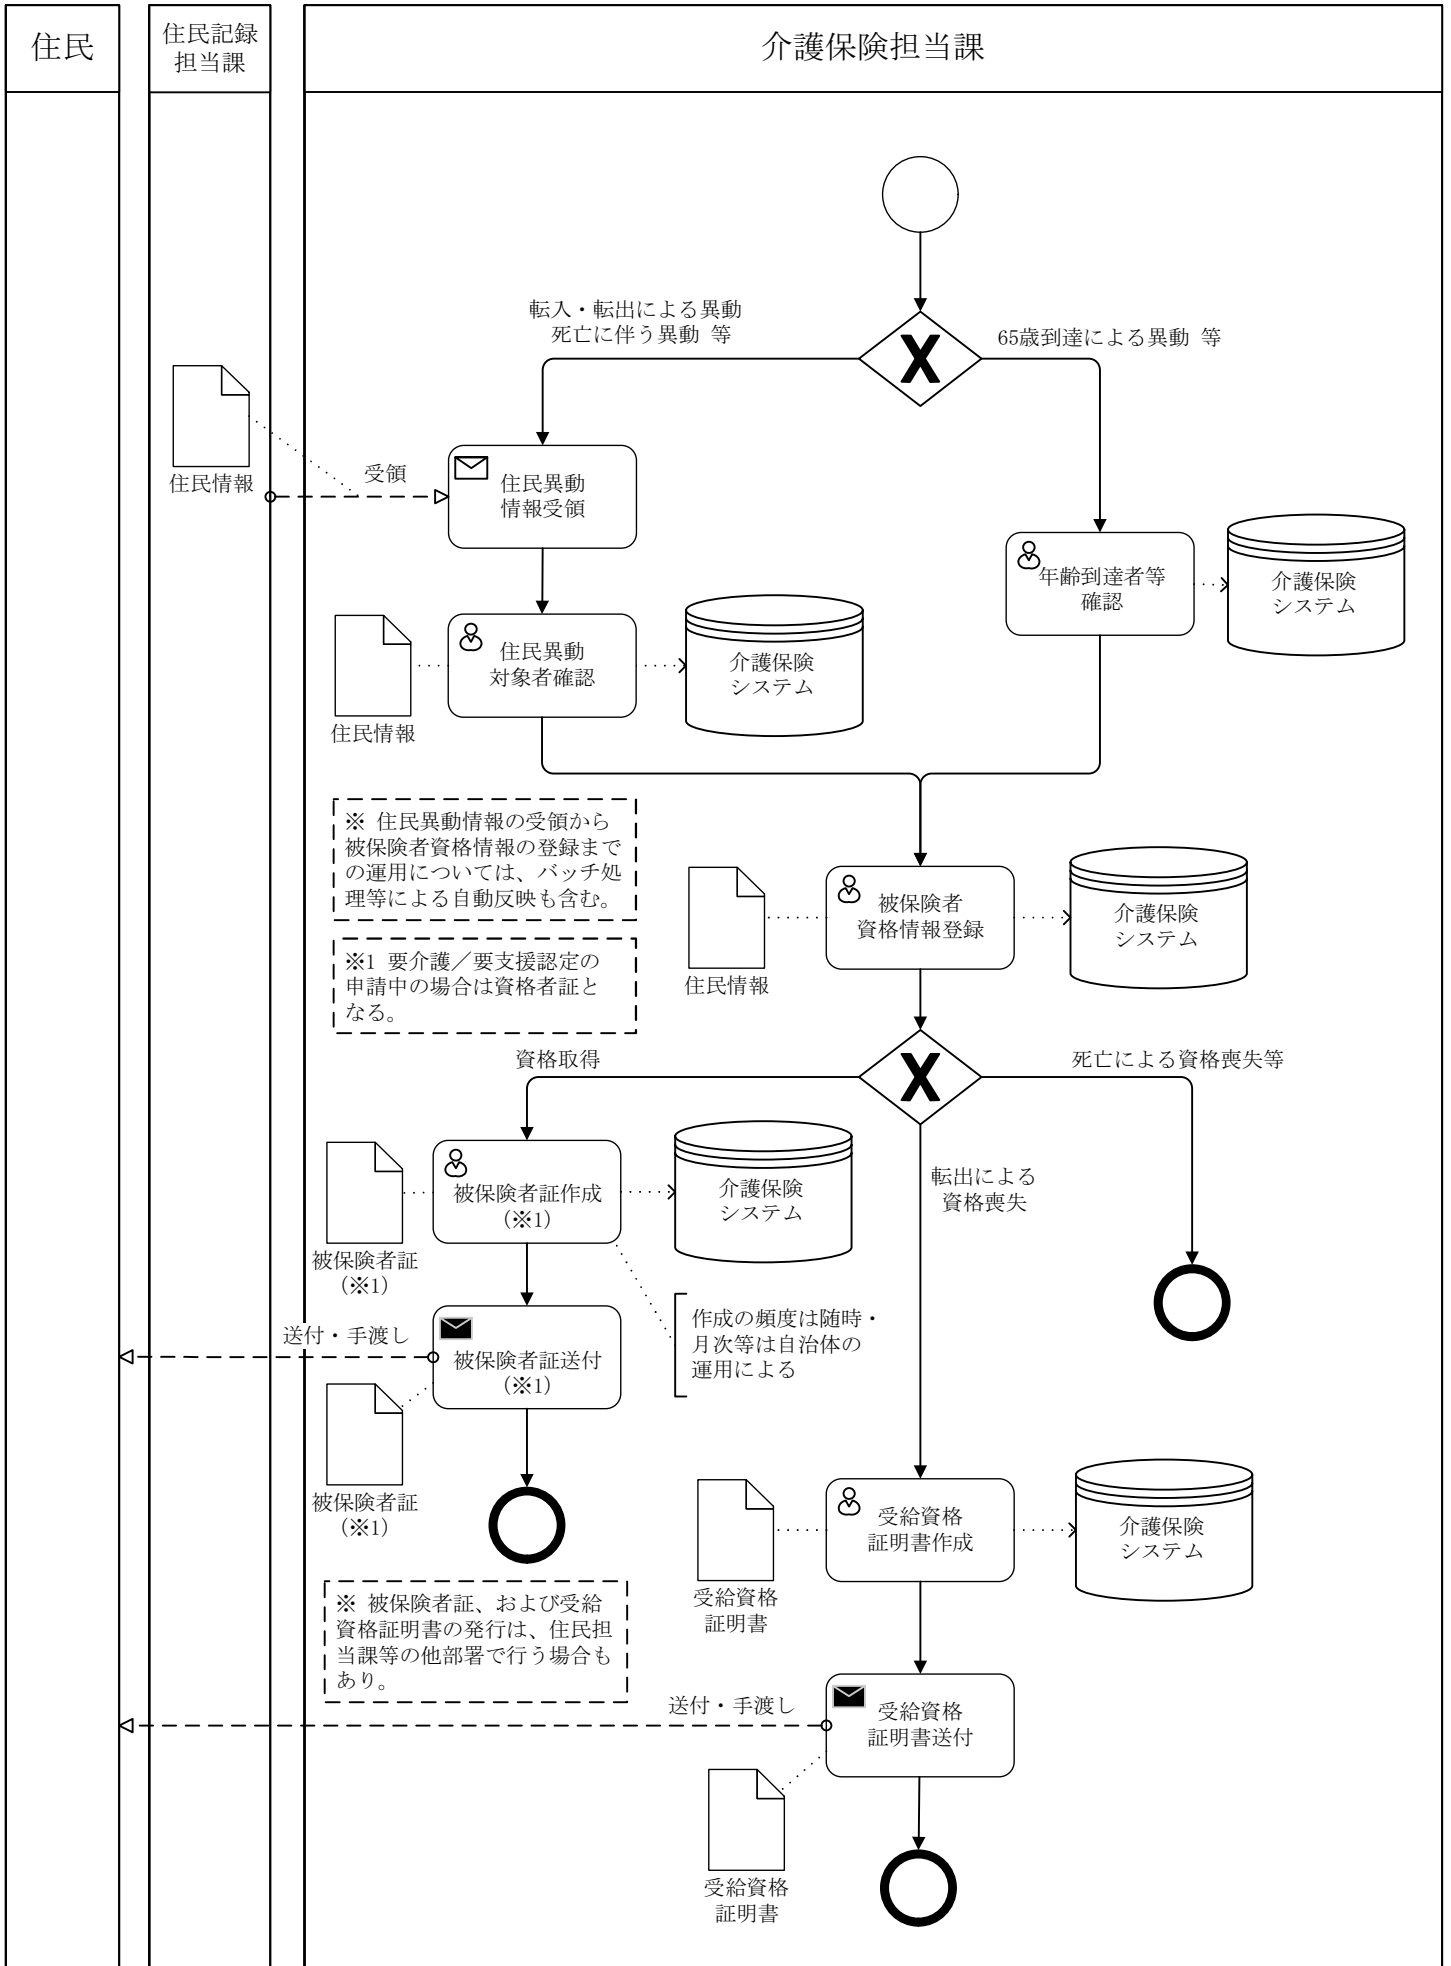 住民
住民記録
担当課
介護保険担当課
転入・転出による異動
死亡に伴う異動 等
65歳到達による異動 等
X
住民情報
受領
住民異動
情報受領
年齢到達者等
確認
介護保険
システム
住民情報
住民異動
対象者確認
介護保険
システム
※ 住民異動情報の受領から
被保険者資格情報の登録まで
の運用については、バッチ処
理等による自動反映も含む。
住民情報
被保険者
資格情報登録
介護保険
システム
※1 要介護／要支援認定の
申請中の場合は資格者証と
なる。
資格取得
X
死亡による資格喪失等
転出による
資格喪失
被保険者証
(※1)
被保険者証作成
(※1)
介護保険
システム
作成の頻度は随時・
月次等は自治体の
運用による
送付・手渡し
被保険者証送付
(※1)
被保険者証
(※1)
受給資格
証明書
受給資格
証明書作成
介護保険
システム
※ 被保険者証、および受給
資格証明書の発行は、住民担
当課等の他部署で行う場合も
あり。
送付・手渡し
受給資格
証明書送付
受給資格
証明書